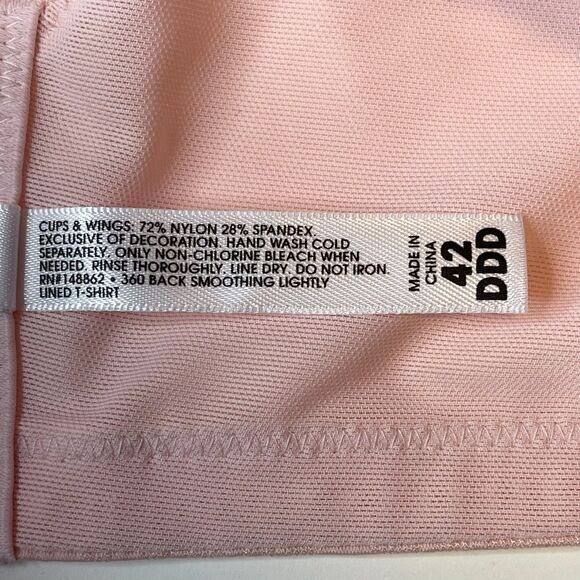 CUPS & WINGS: 72% NYLON 28% SPANDEX.
EXCLUSIVE OF DECORATION. HAND WASH COLD
SEPARATELY. ONLY NON-CHLORINE BLEACH WHEN
NEEDED. RINSE THOROUGHLY. LINE DRY. DO NOT IRON.
RN#148862 • 360 BACK SMOOTHING LIGHTLY
LINED T-SHIRT
MADE IN
CHINA
42
DDD